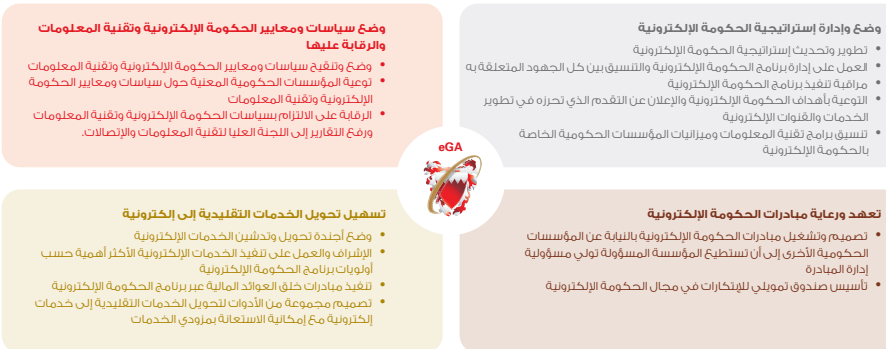 وضع وإدارة إستراتيجية الحكومة الإلكترونية
• تطوير وتحديث إستراتيجية الحكومة الإلكترونية
• العمل على إدارة برنامج الحكومة الإلكترونية والتنسيق بين كل الجهود المتعلقة به
• مراقبة تنفيذ برنامج الحكومة الإلكترونية
• التوعية بأهداف الحكومة الإلكترونية والإعلان عن التقدم الذي تحرزه في تطوير
الخدمات والقنوات الإلكترونية
• تنسيق برامج تقنية المعلومات وميزانيات المؤسسات الحكومية الخاصة
بالحكومة الإلكترونية
وضع سياسات ومعايير الحكومة الإلكترونية وتقنية المعلومات
والرقابة عليها
• وضع وتنقيح سياسات ومعايير الحكومة الإلكترونية وتقنية المعلومات
• توعية المؤسسات الحكومية المعنية حول سياسات ومعايير الحكومة
الإلكترونية وتقنية المعلومات
• الرقابة على الالتزام بسياسات الحكومة الإلكترونية وتقنية المعلومات
ورفع التقارير إلى اللجنة العليا لتقنية المعلومات والإتصالات.
eGA
تعهد ورعاية مبادرات الحكومة الإلكترونية
• تصميم وتشغيل مبادرات الحكومة الإلكترونية بالنيابة عن المؤسسات
الحكومية الأخرى إلى أن تستطيع المؤسسة المسؤولة تولي مسؤولية
إدارة المبادرة
• تأسيس صندوق تمويلي للإبتكارات في مجال الحكومة الإلكترونية
تسهيل تحويل الخدمات التقليدية إلى إلكترونية
• وضع أجندة تحويل وتدشين الخدمات الإلكترونية
• الإشراف والعمل على تنفيذ الخدمات الإلكترونية الأكثر أهمية حسب
أولويات برنامج الحكومة الإلكترونية
• تنفيذ مبادرات خلق العوائد المالية عبر برنامج الحكومة الإلكترونية
• تصميم مجموعة من الأدوات لتحويل الخدمات التقليدية إلى خدمات
إلكترونية مع إمكانية الاستعانة بمزودي الخدمات